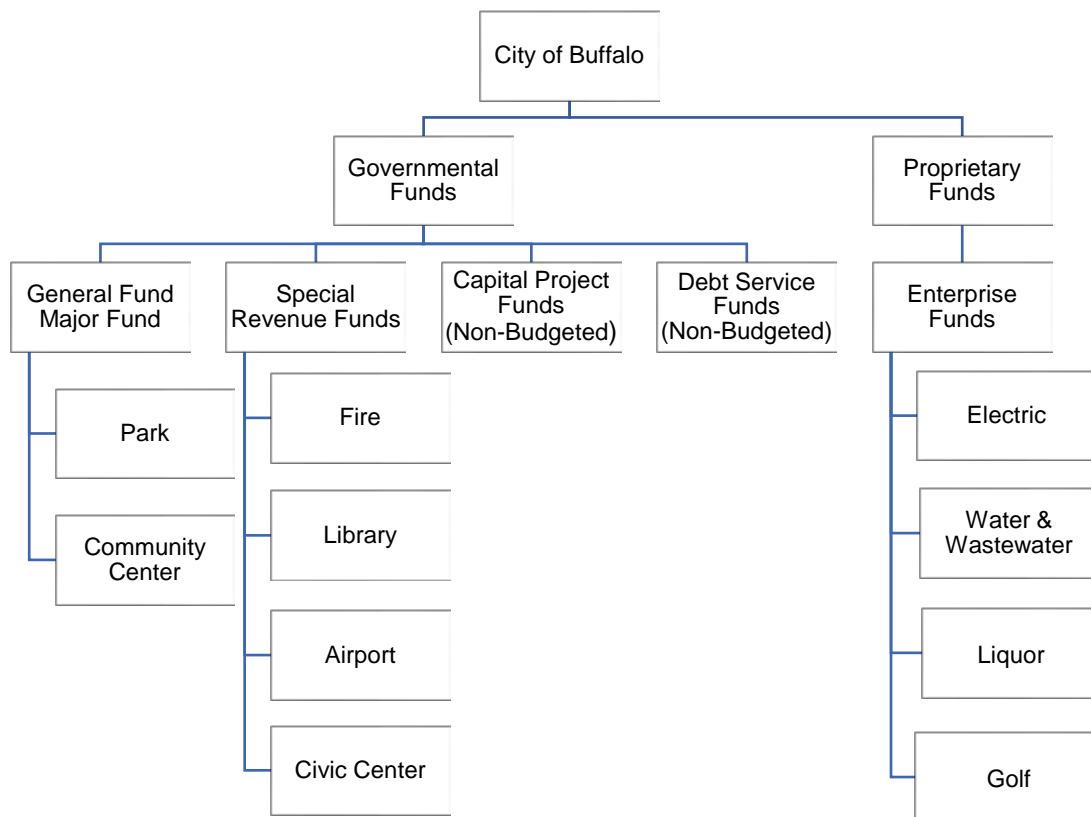 City of Buffalo
Governmental
Funds
Proprietary
Funds
General Fund
Major Fund
Special
Revenue Funds
Capital Project
Funds
(Non-Budgeted)
Debt Service
Funds
(Non-Budgeted)
Enterprise
Funds
Park
Community
Center
Fire
Library
Airport
Civic Center
Electric
Water &
Wastewater
Liquor
Golf